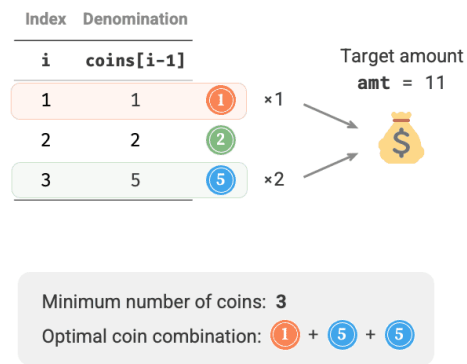 Index Denomination
i coins[i-1]
Target amount
amt = 11
1 1 1 ×1
2 2 2
$
3 5 5 ×2
Minimum number of coins: 3
Optimal coin combination: 1 + 5 + 5